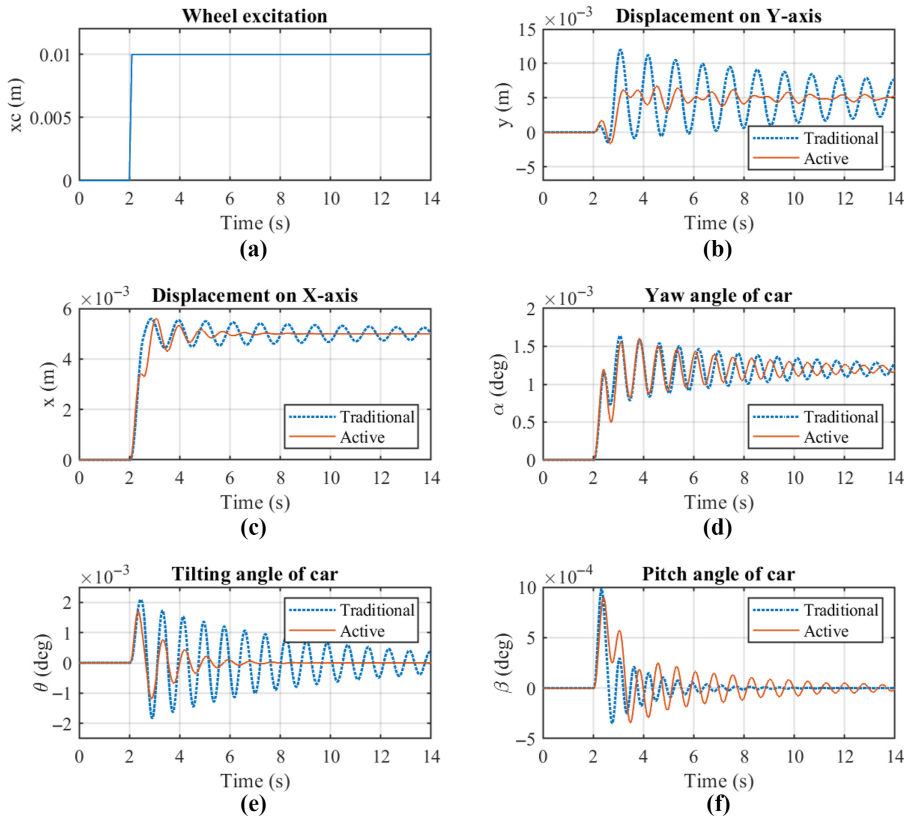 Wheel excitation
xc (m)
0.01
0.005
0
0 2 4 6 8 10 12 14
Time (s)
(a)
Displacement on Y-axis
×10⁻³
y (m)
15
10
5
0
−5
Traditional
Active
0 2 4 6 8 10 12 14
Time (s)
(b)
Displacement on X-axis
×10⁻³
x (m)
6
4
2
0
Traditional
Active
0 2 4 6 8 10 12 14
Time (s)
(c)
Yaw angle of car
×10⁻³
α (deg)
2
1.5
1
0.5
0
Traditional
Active
0 2 4 6 8 10 12 14
Time (s)
(d)
Tilting angle of car
×10⁻³
θ (deg)
2
1
0
−1
−2
Traditional
Active
0 2 4 6 8 10 12 14
Time (s)
(e)
Pitch angle of car
×10⁻⁴
β (deg)
10
5
0
−5
Traditional
Active
0 2 4 6 8 10 12 14
Time (s)
(f)